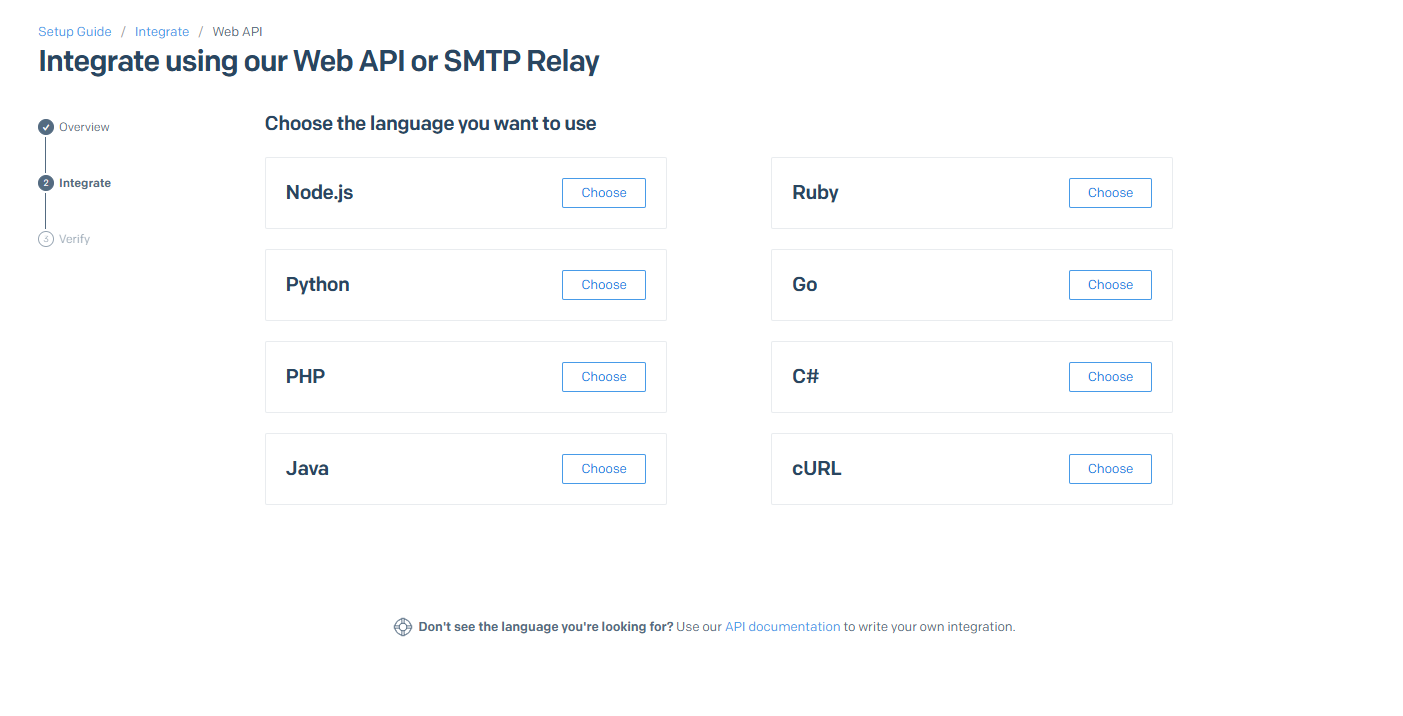 Setup Guide / Integrate / Web API
Integrate using our Web API or SMTP Relay
Overview
2 Integrate
3 Verify
Choose the language you want to use
Node.js Choose
Ruby Choose
Python Choose
Go Choose
PHP Choose
C# Choose
Java Choose
cURL Choose
Don't see the language you're looking for? Use our API documentation to write your own integration.